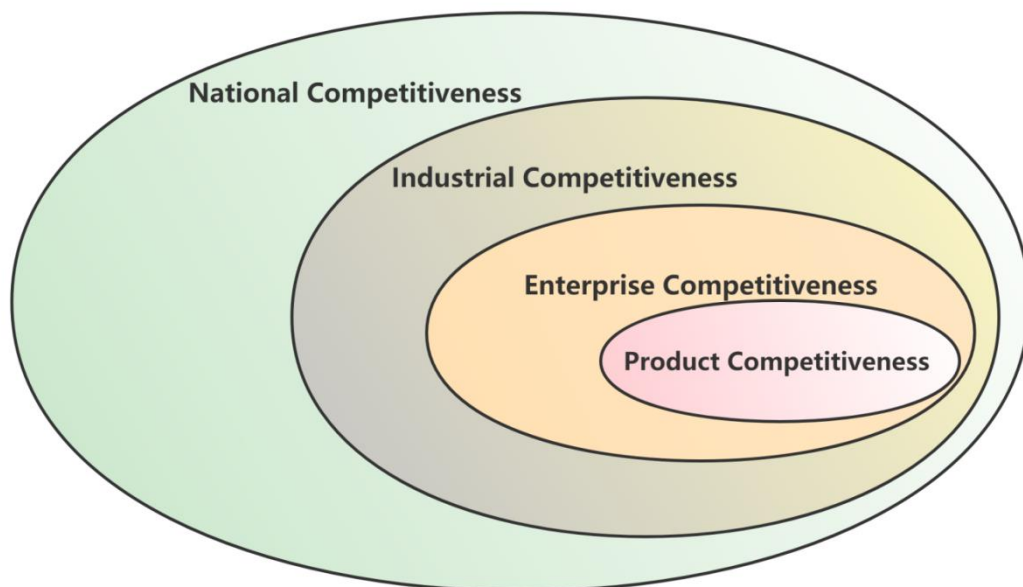 National Competitiveness
Industrial Competitiveness
Enterprise Competitiveness
Product Competitiveness